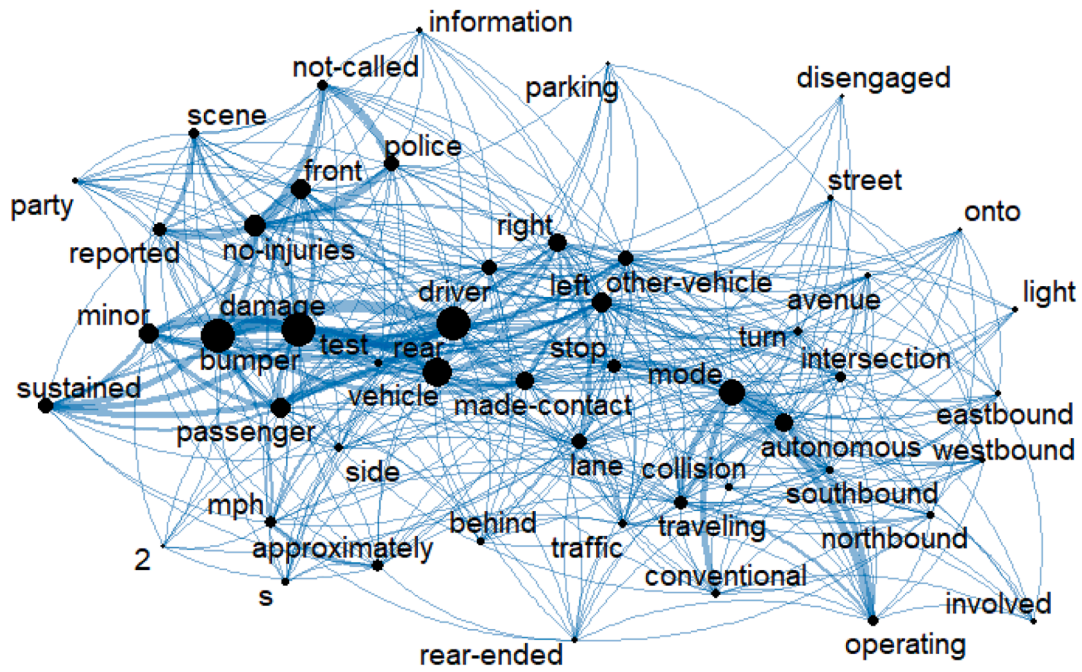 information
not-called
parking
disengaged
scene
police
front
street
party
onto
right
reported
no-injuries
driver
left
other-vehicle
avenue
light
minor
damage
bumper
test
rear
stop
turn
intersection
mode
sustained
vehicle
made-contact
eastbound
passenger
autonomous
westbound
side
lane
collision
southbound
mph
behind
traveling
northbound
2
approximately
traffic
conventional
s
involved
rear-ended
operating